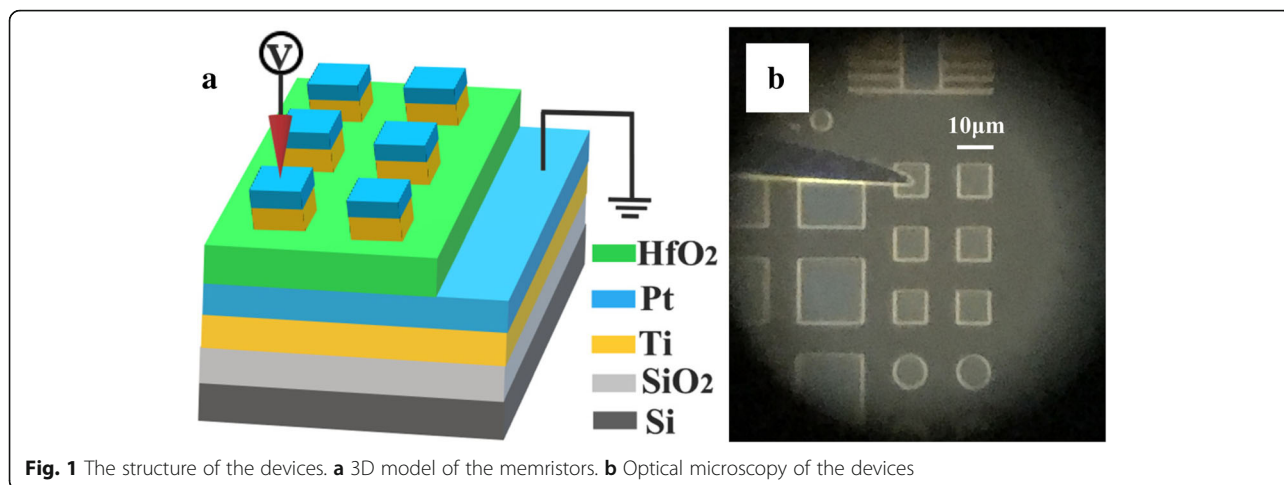 V
a
HfO2
Pt
Ti
SiO2
Si
b
10μm
Fig. 1 The structure of the devices. a 3D model of the memristors. b Optical microscopy of the devices